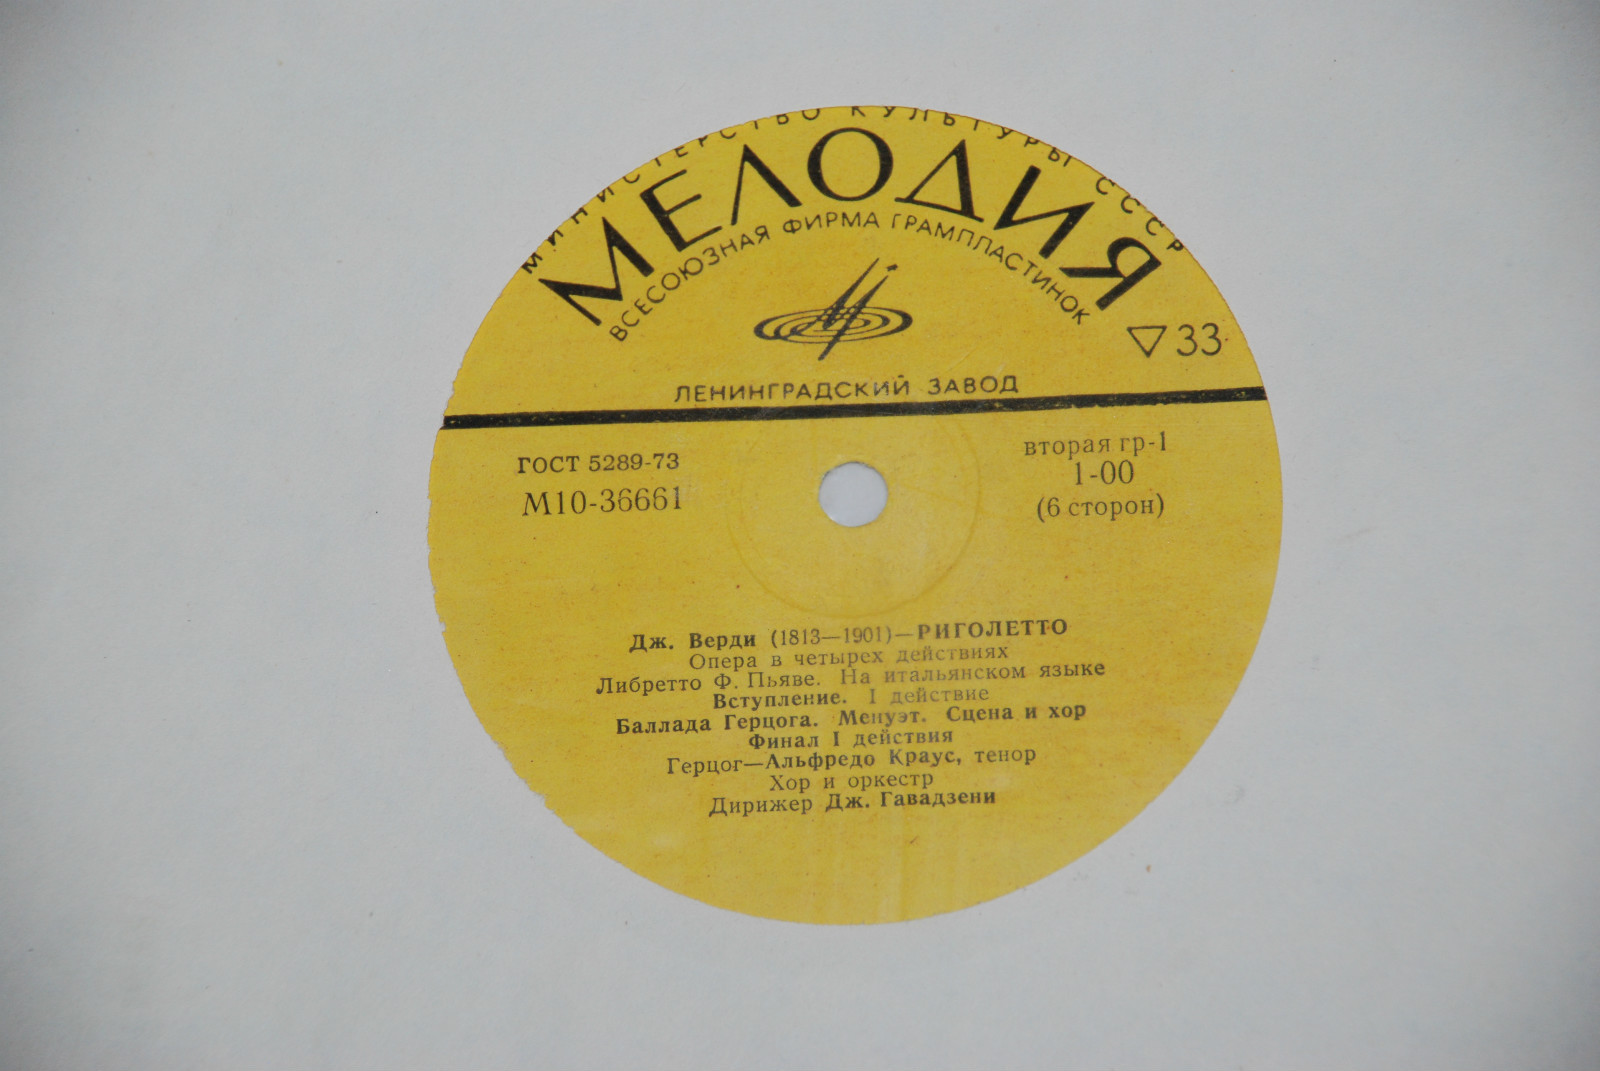 МИНИСТЕРСТВО КУЛЬТУРЫ СССР
МЕЛОДИЯ
ВСЕСОЮЗНАЯ ФИРМА ГРАМПЛАСТИНОК
33
ЛЕНИНГРАДСКИЙ ЗАВОД
ГОСТ 5289-73
М10-36661
вторая гр-1
1-00
(6 сторон)
Дж. Верди (1813—1901)—РИГОЛЕТТО
Опера в четырех действиях
Либретто Ф. Пьяве. На итальянском языке
Вступление. I действие
Баллада Герцога. Менуэт. Сцена и хор
Финал I действия
Герцог—Альфредо Краус, тенор
Хор и оркестр
Дирижер Дж. Гавадзени